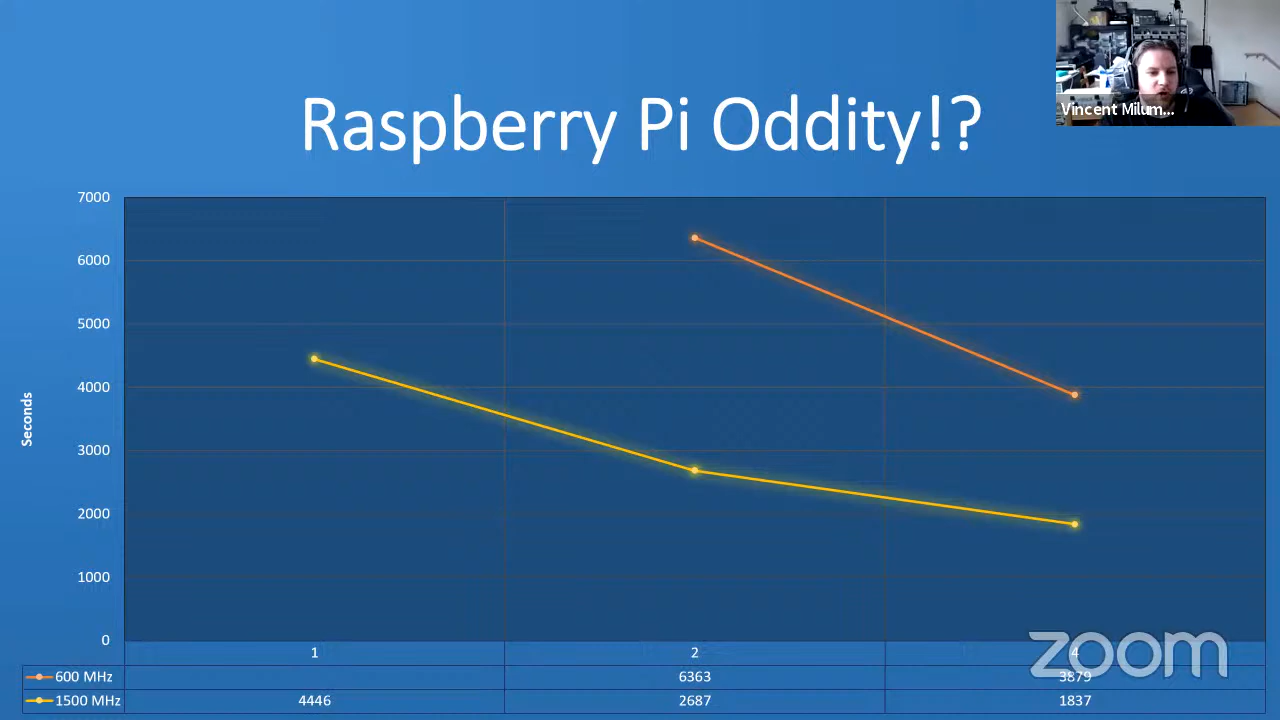 Vincent Milum...
Raspberry Pi Oddity!?
7000
6000
5000
4000
3000
2000
1000
0
Seconds
1 2 4
600 MHz 6363 3879
1500 MHz 4446 2687 1837
zoom